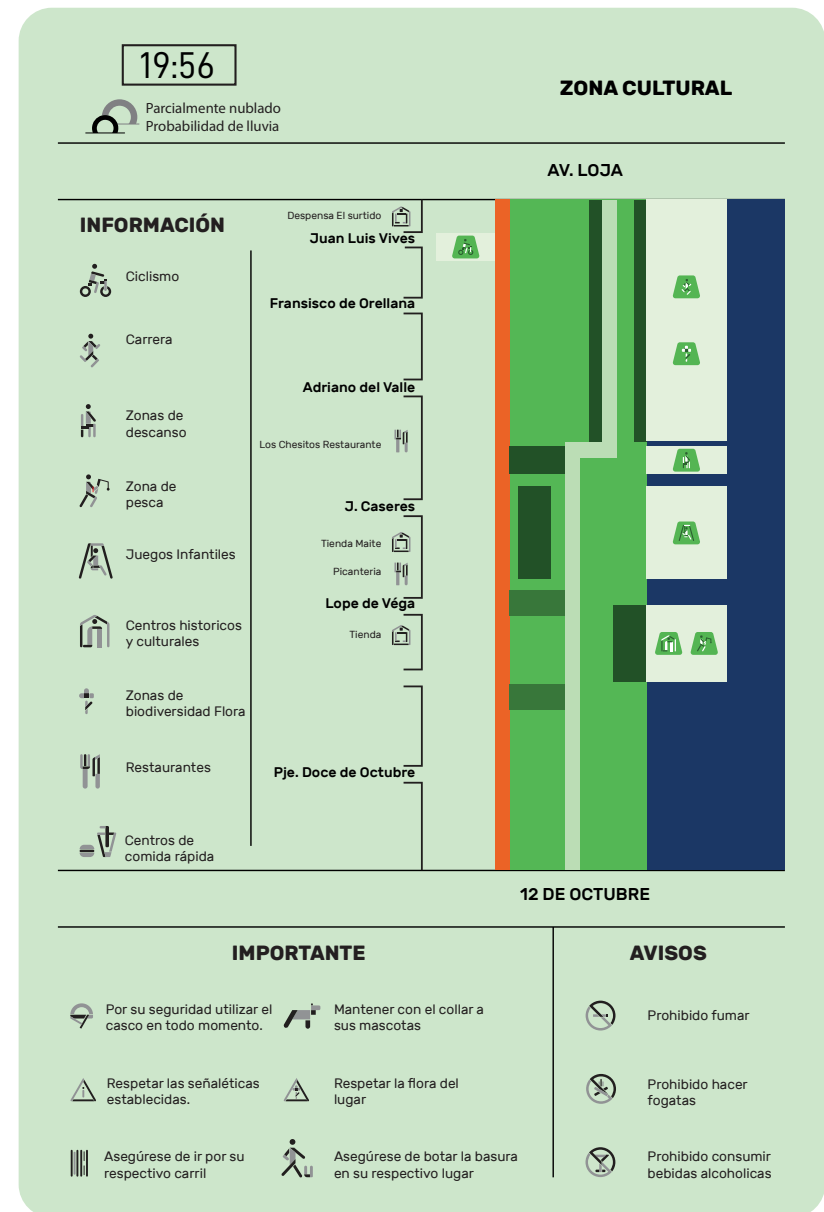 19:56
Parcialmente nublado
Probabilidad de lluvia
ZONA CULTURAL
AV. LOJA
INFORMACIÓN
Ciclismo
Carrera
Zonas de
descanso
Zona de
pesca
Juegos Infantiles
Centros historicos
y culturales
Zonas de
biodiversidad Flora
Restaurantes
Centros de
comida rápida
Despensa El surtido
Juan Luis Vives
Fransisco de Orellana
Adriano del Valle
Los Chesitos Restaurante
J. Caseres
Tienda Maite
Picantería
Lope de Véga
Tienda
Pje. Doce de Octubre
12 DE OCTUBRE
IMPORTANTE
Por su seguridad utilizar el
casco en todo momento.
Mantener con el collar a
sus mascotas
Respetar las señaléticas
establecidas.
Respetar la flora del
lugar
Asegúrese de ir por su
respectivo carril
Asegúrese de botar la basura
en su respectivo lugar
AVISOS
Prohibido fumar
Prohibido hacer
fogatas
Prohibido consumir
bebidas alcoholicas